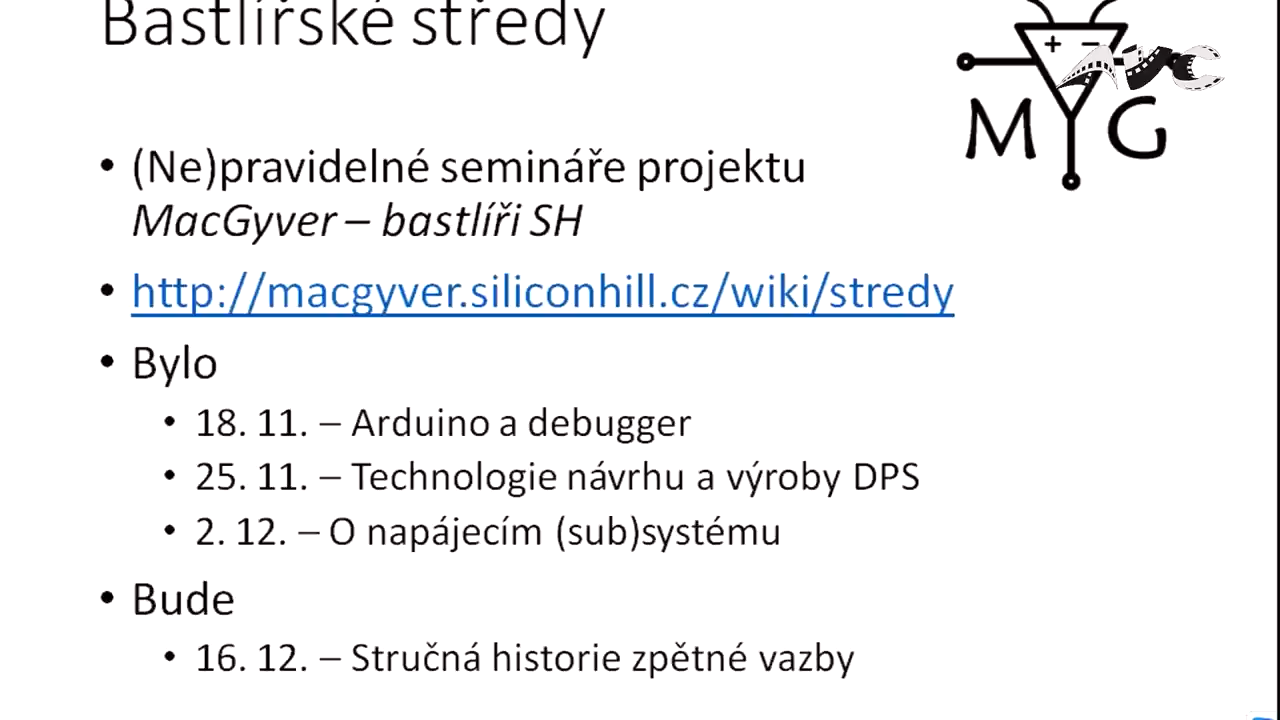 Bastlířské středy
+ −
AVC
M Y G
• (Ne)pravidelné semináře projektu
MacGyver – bastlíři SH
• http://macgyver.siliconhill.cz/wiki/stredy
• Bylo
• 18. 11. – Arduino a debugger
• 25. 11. – Technologie návrhu a výroby DPS
• 2. 12. – O napájecím (sub)systému
• Bude
• 16. 12. – Stručná historie zpětné vazby